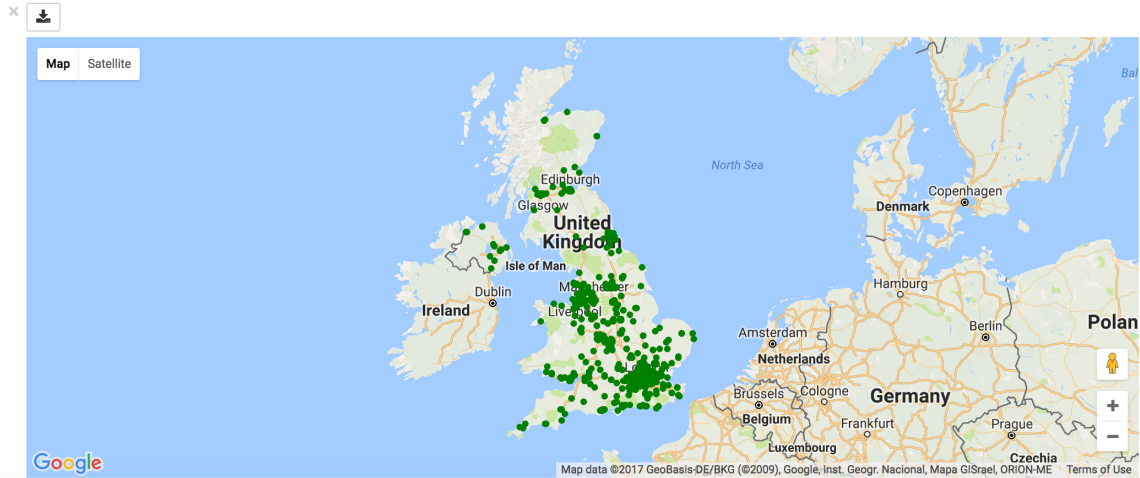 Map Satellite
Bal
North Sea
Edinburgh
Glasgow
United
Kingdom
Copenhagen
Denmark
Isle of Man
Hamburg
Dublin
Manchester
Ireland
Liverpool
Berlin
Polan
Amsterdam
Netherlands
Lo
Brussels
Cologne
Germany
Belgium
Frankfurt
Prague
Luxembourg
Czechia
Google
Map data ©2017 GeoBasis-DE/BKG (©2009), Google, Inst. Geogr. Nacional, Mapa GISrael, ORION-ME Terms of Use